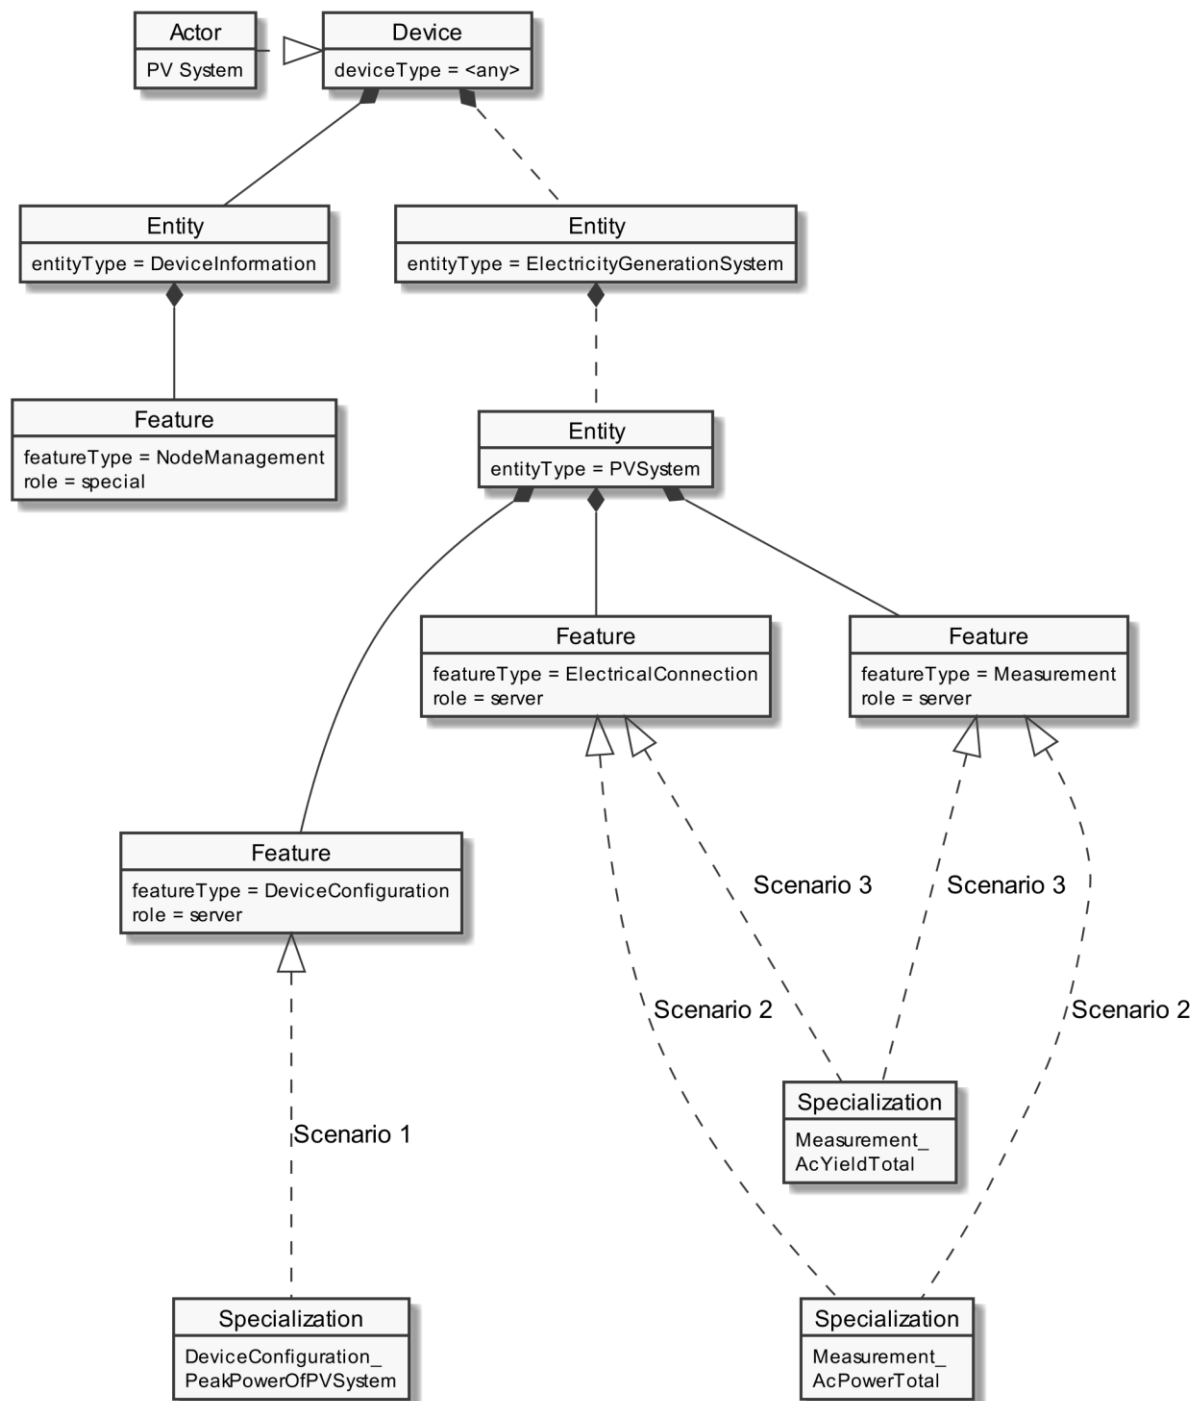 Actor
PV System
Device
deviceType = <any>
Entity
entityType = DeviceInformation
Entity
entityType = ElectricityGenerationSystem
Feature
featureType = NodeManagement
role = special
Entity
entityType = PVSystem
Feature
featureType = ElectricalConnection
role = server
Feature
featureType = Measurement
role = server
Feature
featureType = DeviceConfiguration
role = server
Scenario 3
Scenario 3
Scenario 2
Scenario 2
Specialization
Measurement_
AcYieldTotal
Scenario 1
Specialization
DeviceConfiguration_
PeakPowerOfPVSystem
Specialization
Measurement_
AcPowerTotal